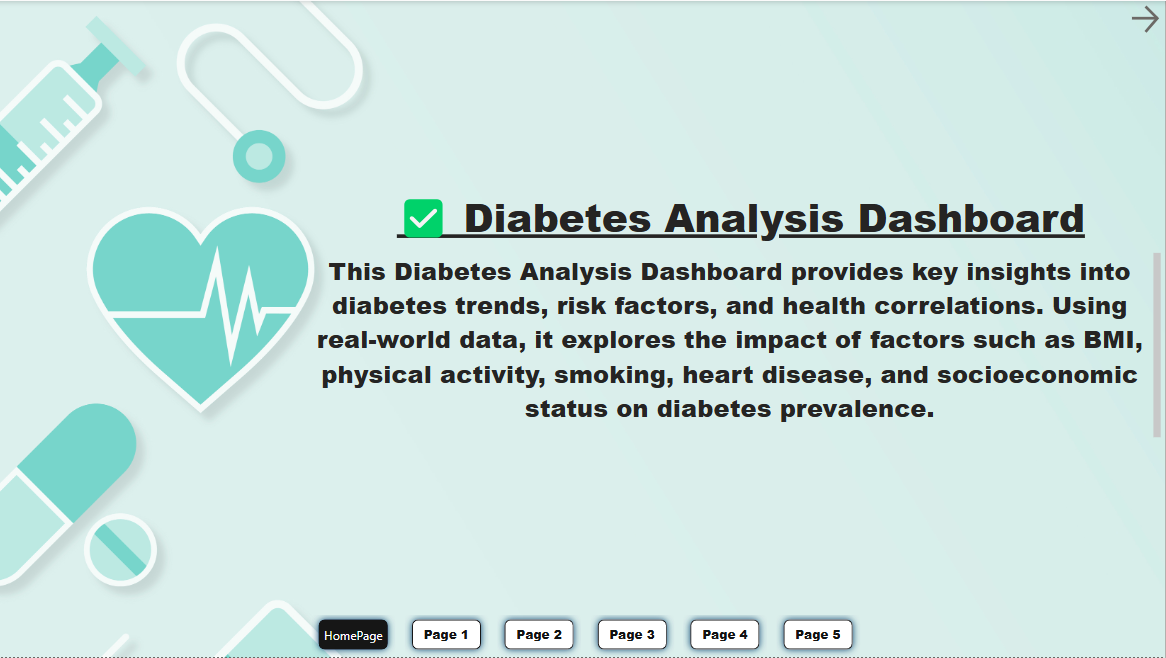 ✅ Diabetes Analysis Dashboard
This Diabetes Analysis Dashboard provides key insights into
diabetes trends, risk factors, and health correlations. Using
real-world data, it explores the impact of factors such as BMI,
physical activity, smoking, heart disease, and socioeconomic
status on diabetes prevalence.
HomePage Page 1 Page 2 Page 3 Page 4 Page 5